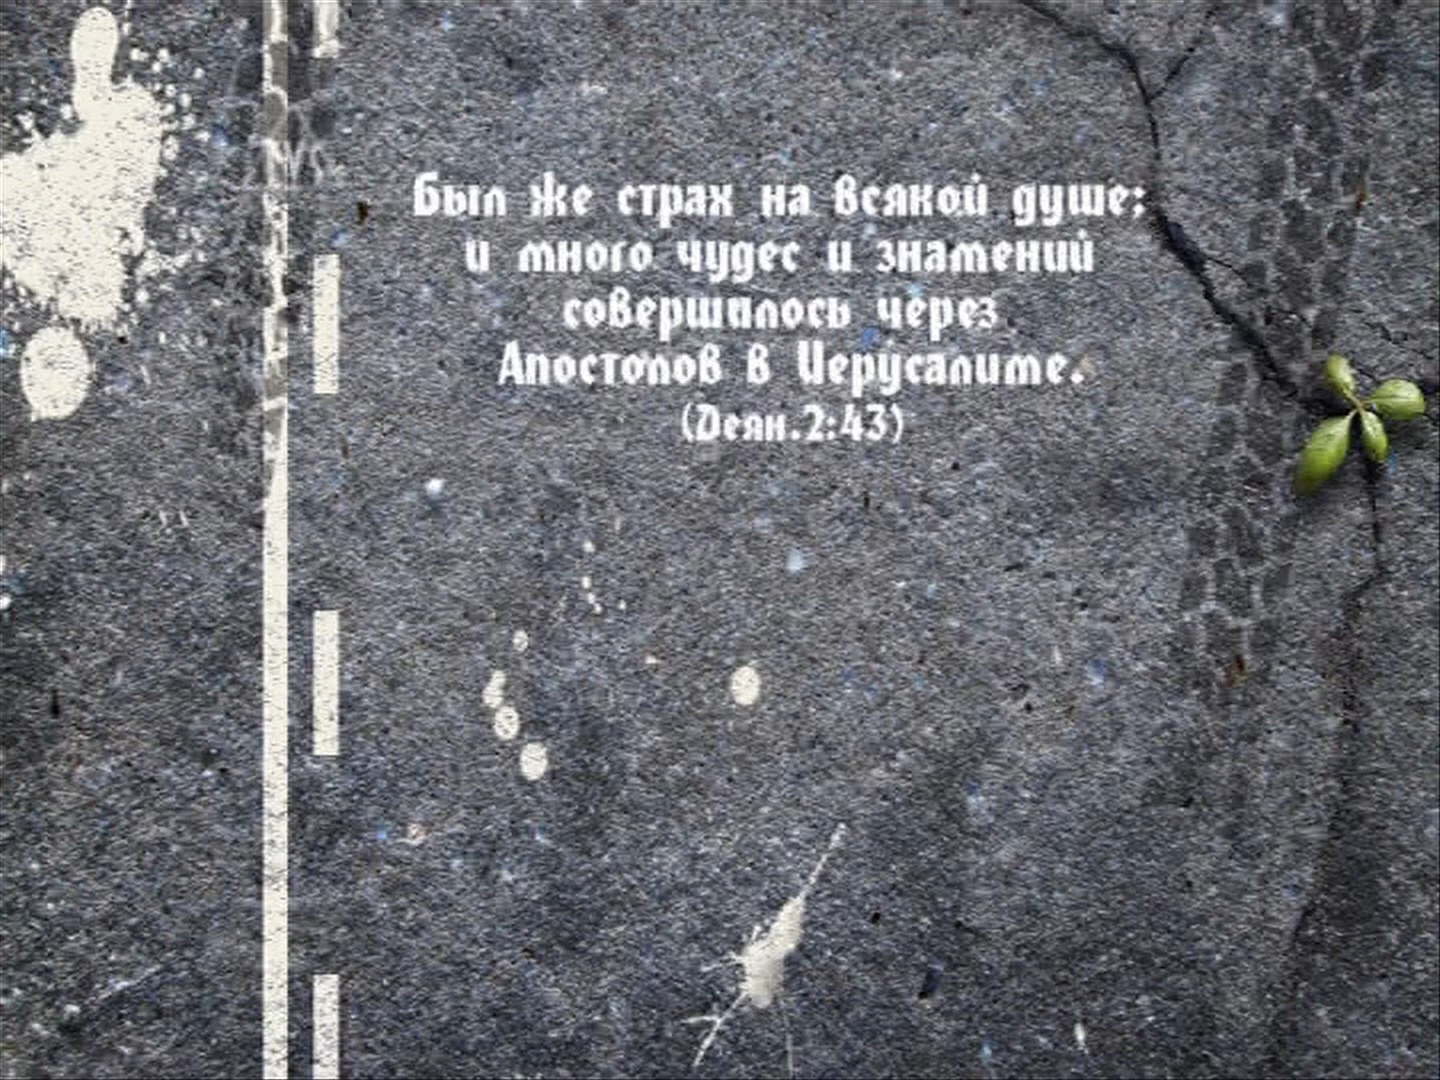 Был же страх на всякой душе;
и много чудес и знамений
совершилось через
Апостолов в Иерусалиме.
(Деян.2:43)